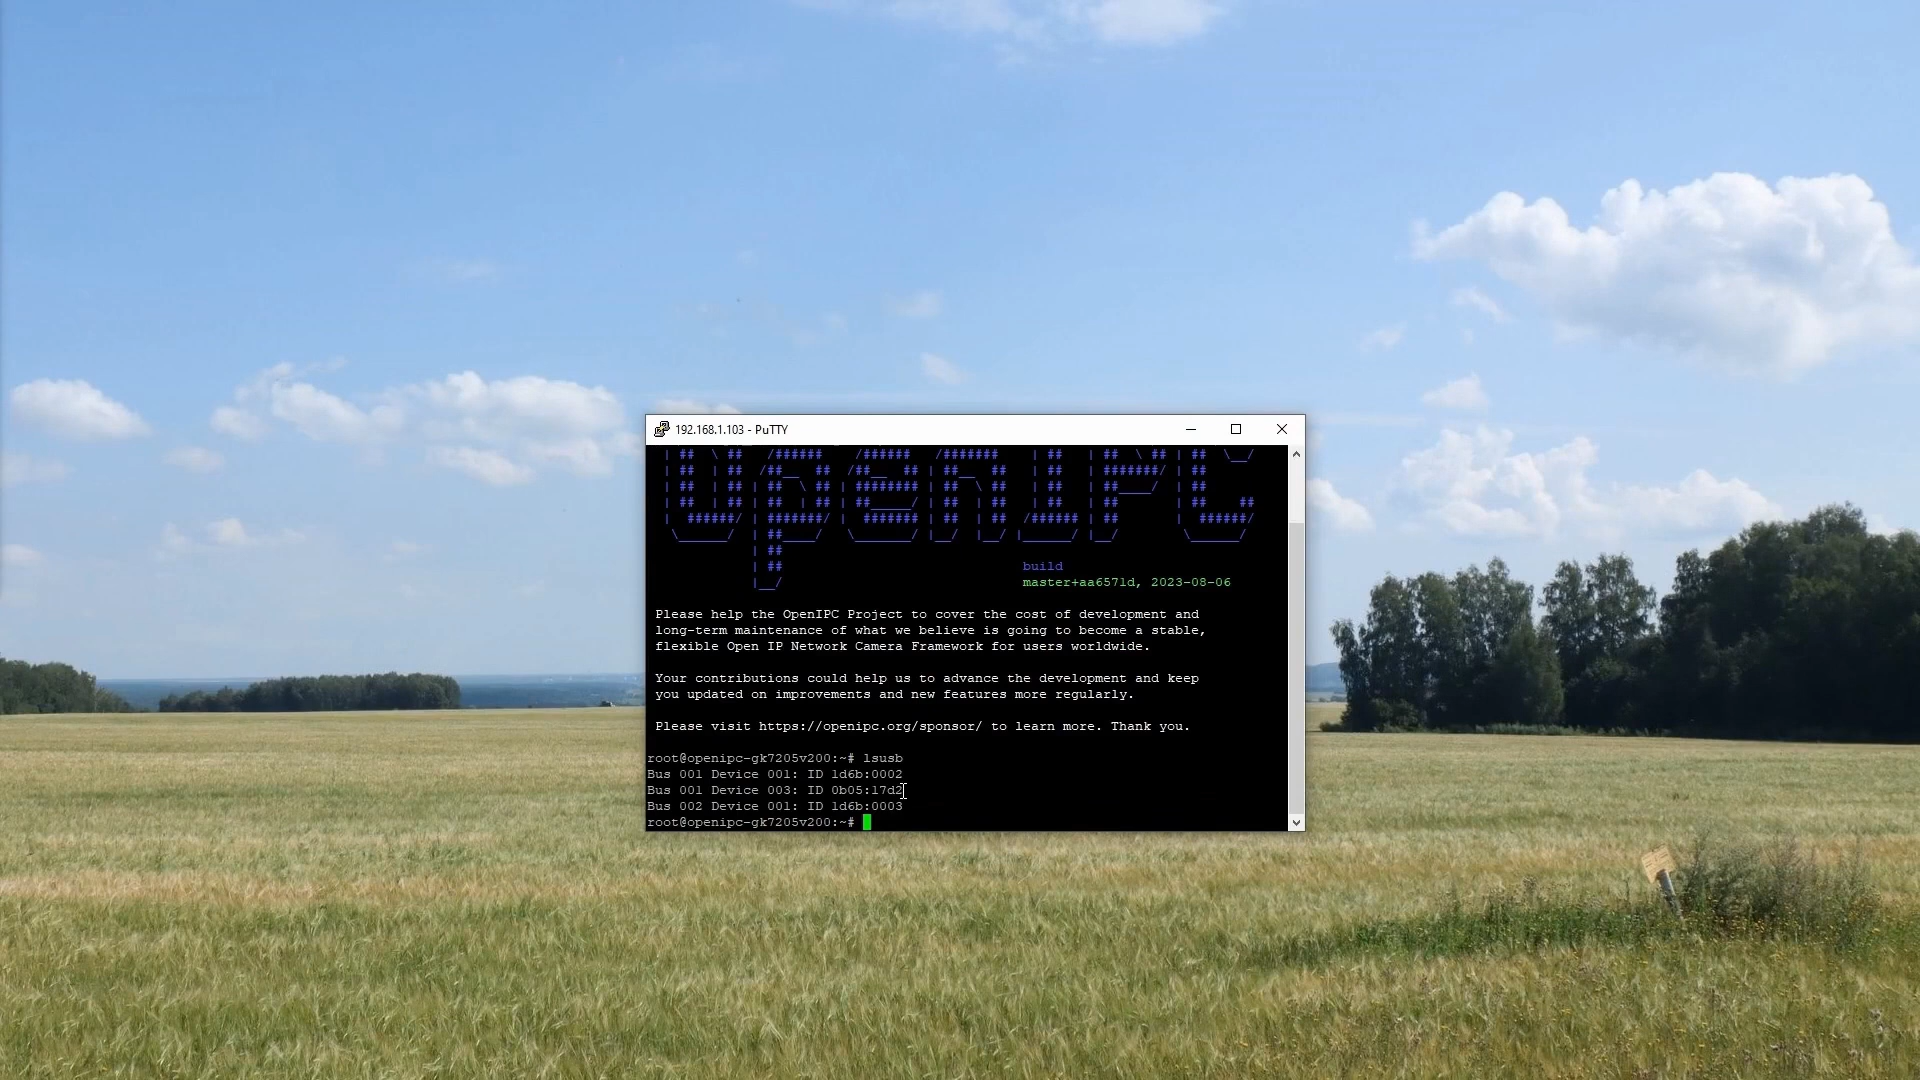 192.168.1.103 - PuTTY
OpenIPC
build
master+aa6571d, 2023-08-06
Please help the OpenIPC Project to cover the cost of development and
long-term maintenance of what we believe is going to become a stable,
flexible Open IP Network Camera Framework for users worldwide.
Your contributions could help us to advance the development and keep
you updated on improvements and new features more regularly.
Please visit https://openipc.org/sponsor/ to learn more. Thank you.
root@openipc-gk7205v200:~# lsusb
Bus 001 Device 001: ID 1d6b:0002
Bus 001 Device 003: ID 0b05:17d2
Bus 002 Device 001: ID 1d6b:0003
root@openipc-gk7205v200:~#